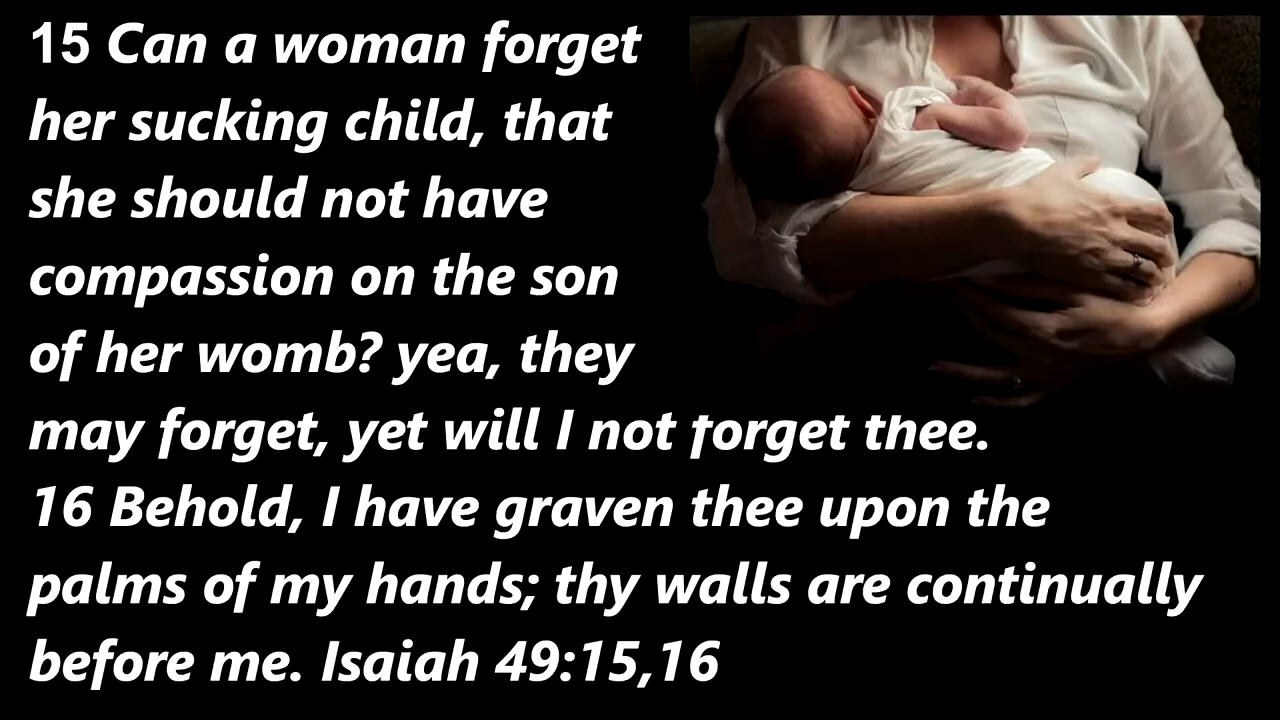 15 Can a woman forget
her sucking child, that
she should not have
compassion on the son
of her womb? yea, they
may forget, yet will I not forget thee.
16 Behold, I have graven thee upon the
palms of my hands; thy walls are continually
before me. Isaiah 49:15,16